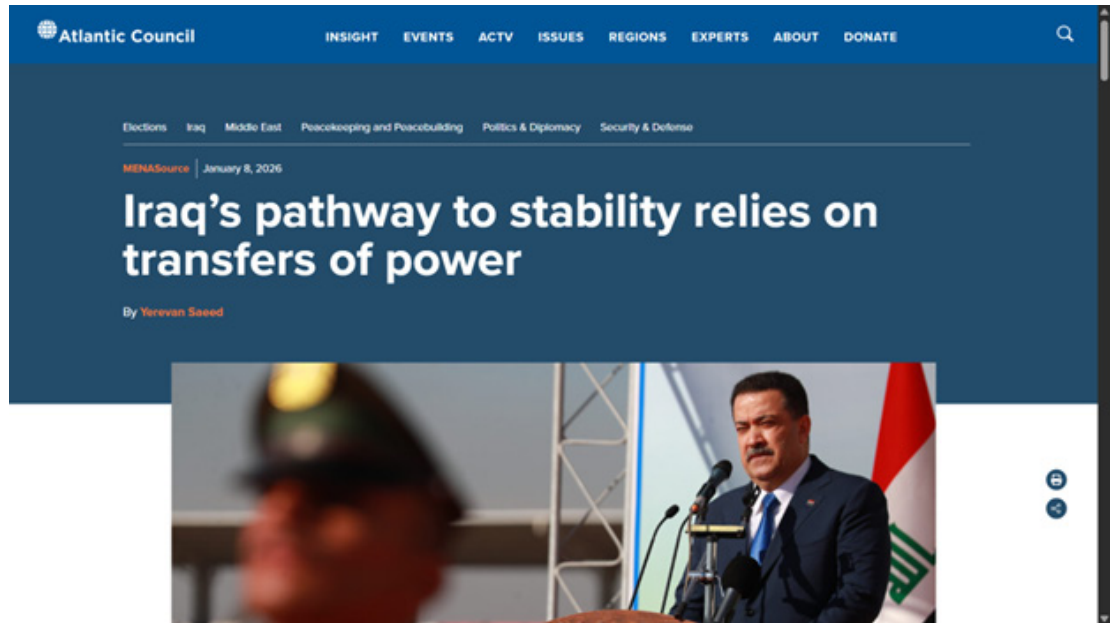 Atlantic Council
INSIGHT EVENTS ACTV ISSUES REGIONS EXPERTS ABOUT DONATE
Elections Iraq Middle East Peacekeeping and Peacebuilding Politics & Diplomacy Security & Defense
MENASource January 8, 2026
Iraq's pathway to stability relies on
transfers of power
By Yerevan Saeed
الله